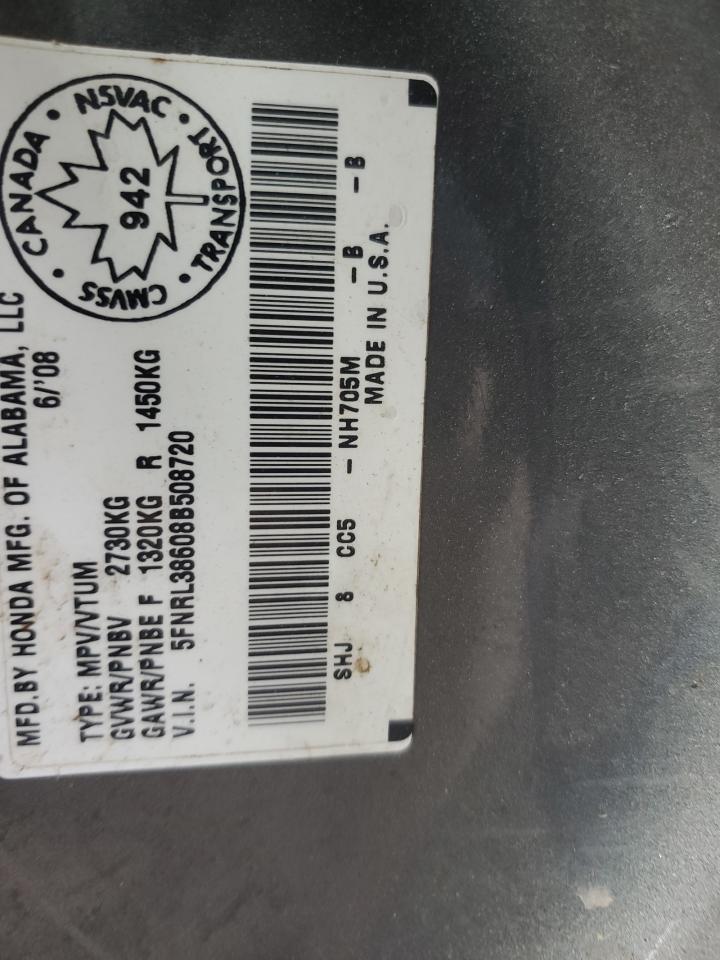 MFD.BY HONDA MFG. OF ALABAMA, LLC
6/'08
TYPE: MPV/VTUM
GVWR/PNBV 2730KG
GAWR/PNBE F 1320KG R 1450KG
V.I.N. 5FNRL38608B508720
CANADA • NSVAC • TRANSPORT • CMVSS •
942
SHJ 8 CC5 – NH705M – B – B
MADE IN U.S.A.